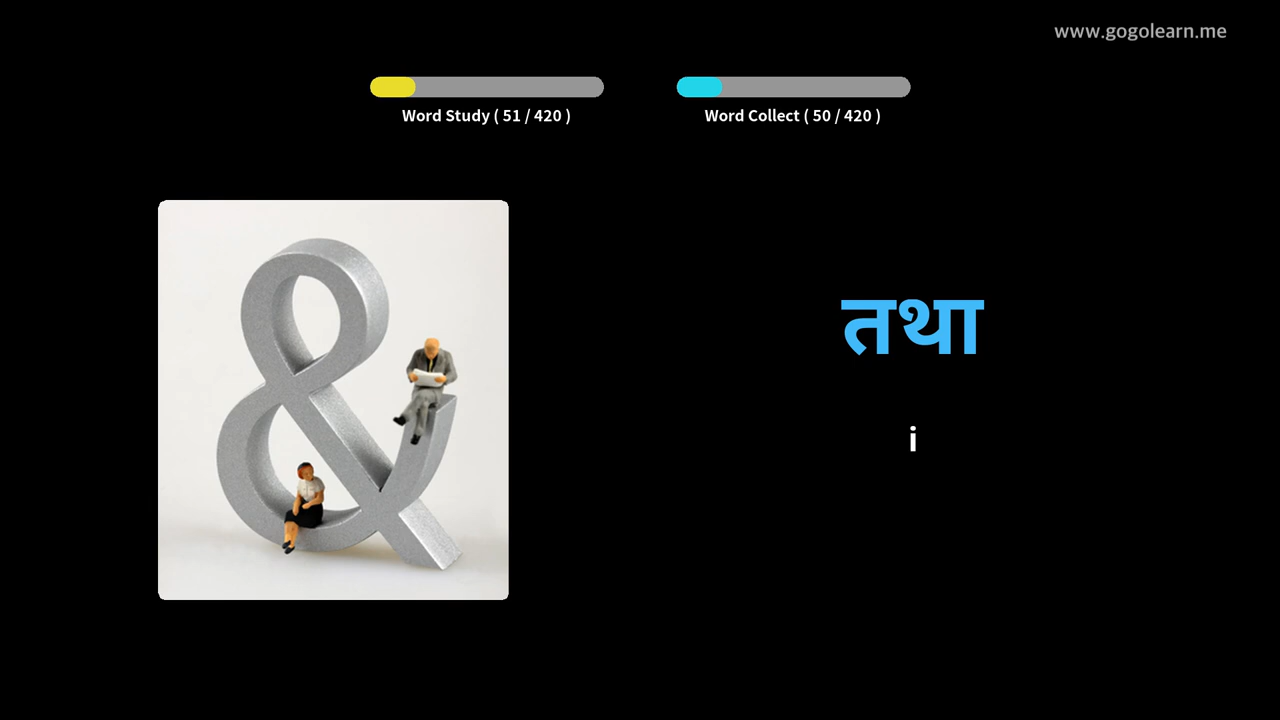 www.gogolearn.me
Word Study ( 51 / 420 )
Word Collect ( 50 / 420 )
&
तथा
i